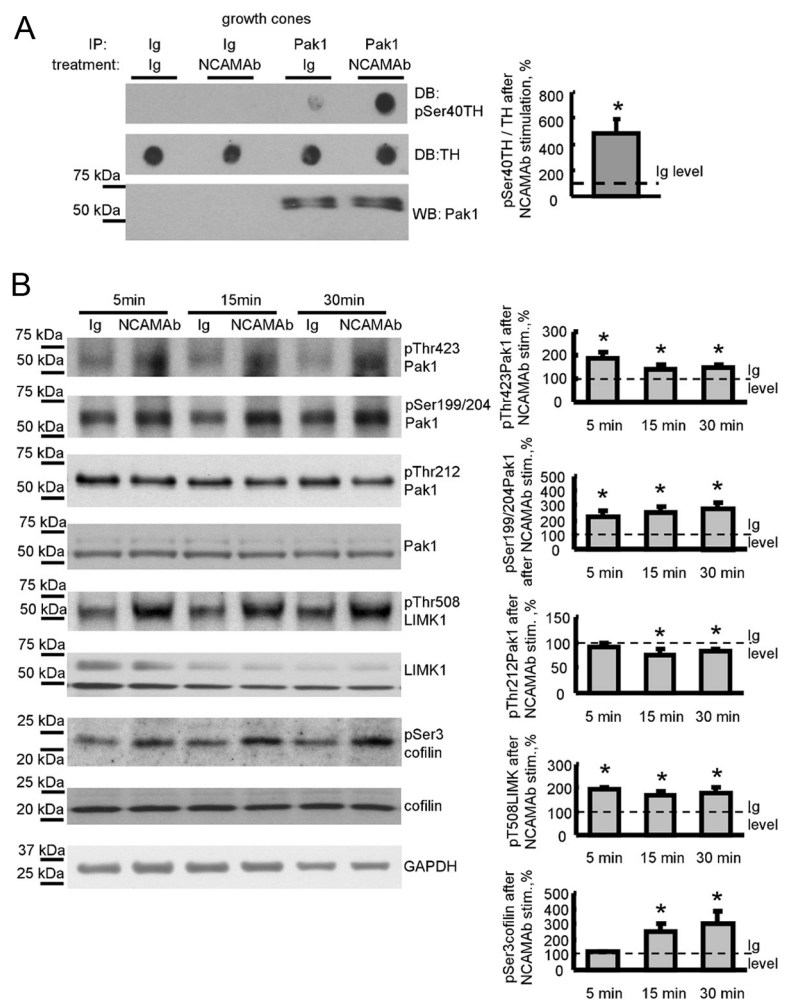 A
growth cones
IP: Ig Ig Pak1 Pak1
treatment: Ig NCAMAb Ig NCAMAb
DB:
pSer40TH
DB:TH
75 kDa
50 kDa
WB: Pak1
pSer40TH / TH after
NCAMAb stimulation, %
800
600
400
200
0
*
Ig level
B
5min 15min 30min
Ig NCAMAb Ig NCAMAb Ig NCAMAb
75 kDa
50 kDa
pThr423
Pak1
75 kDa
50 kDa
pSer199/204
Pak1
75 kDa
50 kDa
pThr212
Pak1
75 kDa
50 kDa
Pak1
75 kDa
50 kDa
pThr508
LIMK1
75 kDa
50 kDa
LIMK1
25 kDa
20 kDa
pSer3
cofilin
25 kDa
20 kDa
cofilin
37 kDa
25 kDa
GAPDH
pThr423Pak1 after
NCAMAb stim.,%
300
200
100
0
* * *
Ig
level
5 min 15 min 30 min
pSer199/204Pak1
after NCAMAb stim.,%
500
400
300
200
100
0
* * *
Ig
level
5 min 15 min 30 min
pThr212Pak1 after
NCAMAb stim. ,%
150
100
50
0
* *
Ig
level
5 min 15 min 30 min
pT508LIMK after
NCAMAb stim.,%
300
200
100
0
* * *
Ig
level
5 min 15 min 30 min
pSer3cofilin after
NCAMAb stim.,%
500
400
300
200
100
0
* *
Ig
level
5 min 15 min 30 min